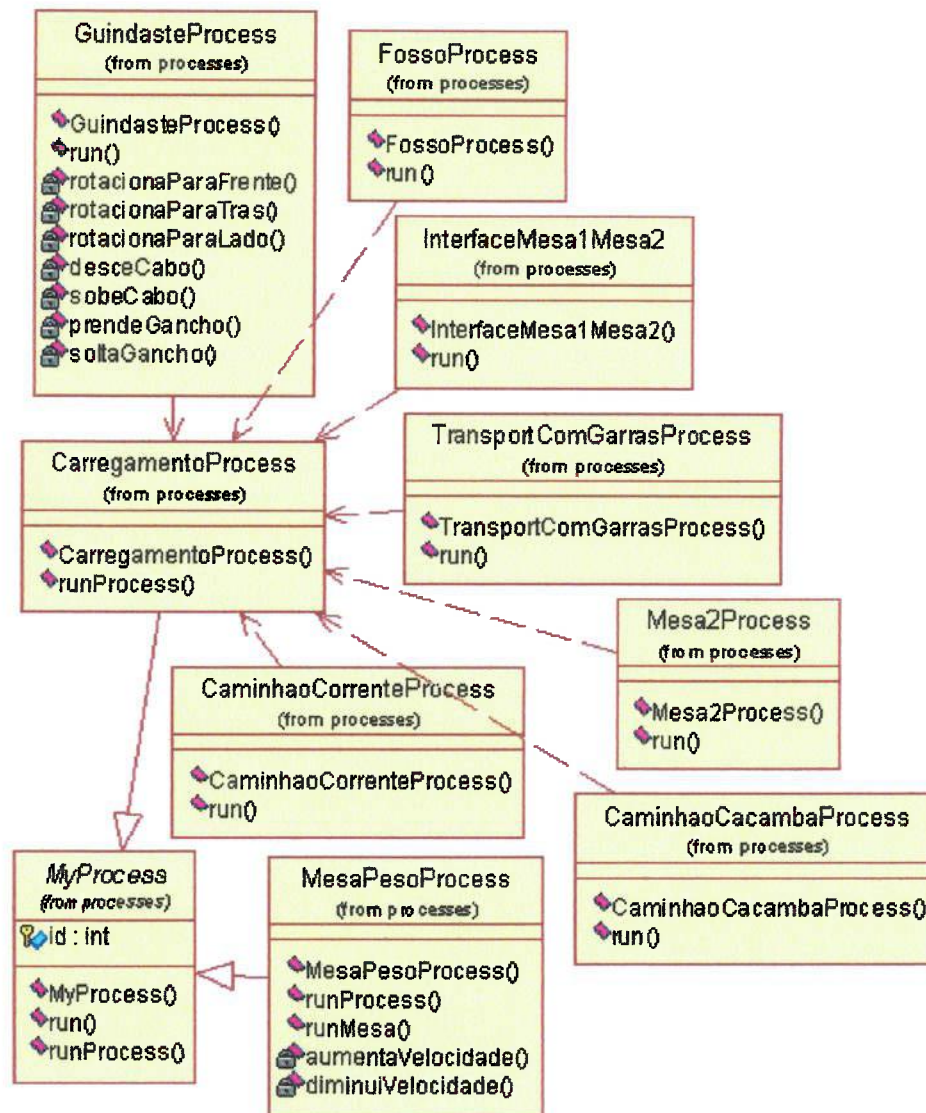 GuindasteProcess
(from processes)
GuindasteProcess()
run()
rotacionaParaFrente()
rotacionaParaTras()
rotacionaParaLado()
desceCabo()
sobeCabo()
prendeGancho()
soltaGancho()
FossoProcess
(from processes)
FossoProcess()
run()
InterfaceMesa1Mesa2
(from processes)
InterfaceMesa1Mesa2()
run()
CarregamentoProcess
(from processes)
CarregamentoProcess()
runProcess()
TransportComGarrasProcess
(from processes)
TransportComGarrasProcess()
run()
Mesa2Process
(from processes)
Mesa2Process()
run()
CaminhaoCorrenteProcess
(from processes)
CaminhaoCorrenteProcess()
run()
CaminhaoCacambaProcess
(from processes)
CaminhaoCacambaProcess()
run()
MyProcess
(from processes)
id : int
MyProcess()
run()
runProcess()
MesaPesoProcess
(from processes)
MesaPesoProcess()
runProcess()
runMesa()
aumentaVelocidade()
diminuiVelocidade()